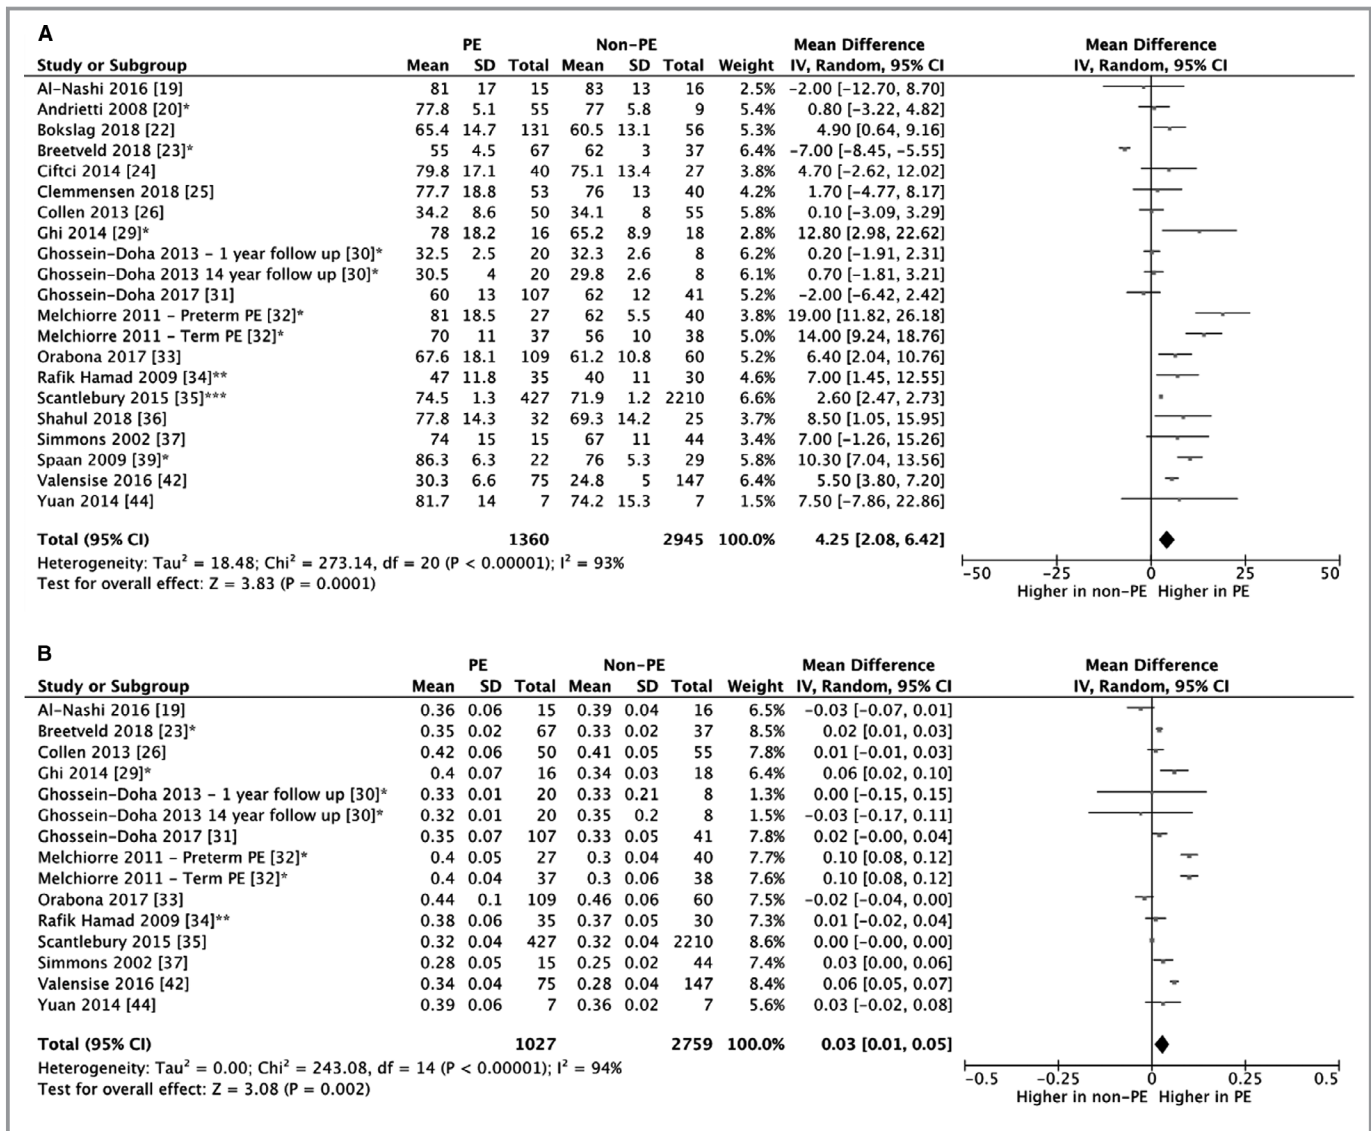 A
PE Non-PE Mean Difference Mean Difference
Study or Subgroup Mean SD Total Mean SD Total Weight IV, Random, 95% CI IV, Random, 95% CI
Al-Nashi 2016 [19] 81 17 15 83 13 16 2.5% -2.00 [-12.70, 8.70]
Andrietti 2008 [20]* 77.8 5.1 55 77 5.8 9 5.4% 0.80 [-3.22, 4.82]
Bokslag 2018 [22] 65.4 14.7 131 60.5 13.1 56 5.3% 4.90 [0.64, 9.16]
Breetveld 2018 [23]* 55 4.5 67 62 3 37 6.4% -7.00 [-8.45, -5.55]
Ciftci 2014 [24] 79.8 17.1 40 75.1 13.4 27 3.8% 4.70 [-2.62, 12.02]
Clemmensen 2018 [25] 77.7 18.8 53 76 13 40 4.2% 1.70 [-4.77, 8.17]
Collen 2013 [26] 34.2 8.6 50 34.1 8 55 5.8% 0.10 [-3.09, 3.29]
Ghi 2014 [29]* 78 18.2 16 65.2 8.9 18 2.8% 12.80 [2.98, 22.62]
Ghossein-Doha 2013 - 1 year follow up [30]* 32.5 2.5 20 32.3 2.6 8 6.2% 0.20 [-1.91, 2.31]
Ghossein-Doha 2013 14 year follow up [30]* 30.5 4 20 29.8 2.6 8 6.1% 0.70 [-1.81, 3.21]
Ghossein-Doha 2017 [31] 60 13 107 62 12 41 5.2% -2.00 [-6.42, 2.42]
Melchiorre 2011 - Preterm PE [32]* 81 18.5 27 62 5.5 40 3.8% 19.00 [11.82, 26.18]
Melchiorre 2011 - Term PE [32]* 70 11 37 56 10 38 5.0% 14.00 [9.24, 18.76]
Orabona 2017 [33] 67.6 18.1 109 61.2 10.8 60 5.2% 6.40 [2.04, 10.76]
Rafik Hamad 2009 [34]** 47 11.8 35 40 11 30 4.6% 7.00 [1.45, 12.55]
Scantlebury 2015 [35]*** 74.5 1.3 427 71.9 1.2 2210 6.6% 2.60 [2.47, 2.73]
Shahul 2018 [36] 77.8 14.3 32 69.3 14.2 25 3.7% 8.50 [1.05, 15.95]
Simmons 2002 [37] 74 15 15 67 11 44 3.4% 7.00 [-1.26, 15.26]
Spaan 2009 [39]* 86.3 6.3 22 76 5.3 29 5.8% 10.30 [7.04, 13.56]
Valensise 2016 [42] 30.3 6.6 75 24.8 5 147 6.4% 5.50 [3.80, 7.20]
Yuan 2014 [44] 81.7 14 7 74.2 15.3 7 1.5% 7.50 [-7.86, 22.86]
Total (95% CI) 1360 2945 100.0% 4.25 [2.08, 6.42]
Heterogeneity: Tau² = 18.48; Chi² = 273.14, df = 20 (P < 0.00001); I² = 93%
Test for overall effect: Z = 3.83 (P = 0.0001)
-50 -25 0 25 50
Higher in non-PE Higher in PE
B
PE Non-PE Mean Difference Mean Difference
Study or Subgroup Mean SD Total Mean SD Total Weight IV, Random, 95% CI IV, Random, 95% CI
Al-Nashi 2016 [19] 0.36 0.06 15 0.39 0.04 16 6.5% -0.03 [-0.07, 0.01]
Breetveld 2018 [23]* 0.35 0.02 67 0.33 0.02 37 8.5% 0.02 [0.01, 0.03]
Collen 2013 [26] 0.42 0.06 50 0.41 0.05 55 7.8% 0.01 [-0.01, 0.03]
Ghi 2014 [29]* 0.4 0.07 16 0.34 0.03 18 6.4% 0.06 [0.02, 0.10]
Ghossein-Doha 2013 - 1 year follow up [30]* 0.33 0.01 20 0.33 0.21 8 1.3% 0.00 [-0.15, 0.15]
Ghossein-Doha 2013 14 year follow up [30]* 0.32 0.01 20 0.35 0.2 8 1.5% -0.03 [-0.17, 0.11]
Ghossein-Doha 2017 [31] 0.35 0.07 107 0.33 0.05 41 7.8% 0.02 [-0.00, 0.04]
Melchiorre 2011 - Preterm PE [32]* 0.4 0.05 27 0.3 0.04 40 7.7% 0.10 [0.08, 0.12]
Melchiorre 2011 - Term PE [32]* 0.4 0.04 37 0.3 0.06 38 7.6% 0.10 [0.08, 0.12]
Orabona 2017 [33] 0.44 0.1 109 0.46 0.06 60 7.5% -0.02 [-0.04, 0.00]
Rafik Hamad 2009 [34]** 0.38 0.06 35 0.37 0.05 30 7.3% 0.01 [-0.02, 0.04]
Scantlebury 2015 [35] 0.32 0.04 427 0.32 0.04 2210 8.6% 0.00 [-0.00, 0.00]
Simmons 2002 [37] 0.28 0.05 15 0.25 0.02 44 7.4% 0.03 [0.00, 0.06]
Valensise 2016 [42] 0.34 0.04 75 0.28 0.04 147 8.4% 0.06 [0.05, 0.07]
Yuan 2014 [44] 0.39 0.06 7 0.36 0.02 7 5.6% 0.03 [-0.02, 0.08]
Total (95% CI) 1027 2759 100.0% 0.03 [0.01, 0.05]
Heterogeneity: Tau² = 0.00; Chi² = 243.08, df = 14 (P < 0.00001); I² = 94%
Test for overall effect: Z = 3.08 (P = 0.002)
-0.5 -0.25 0 0.25 0.5
Higher in non-PE Higher in PE